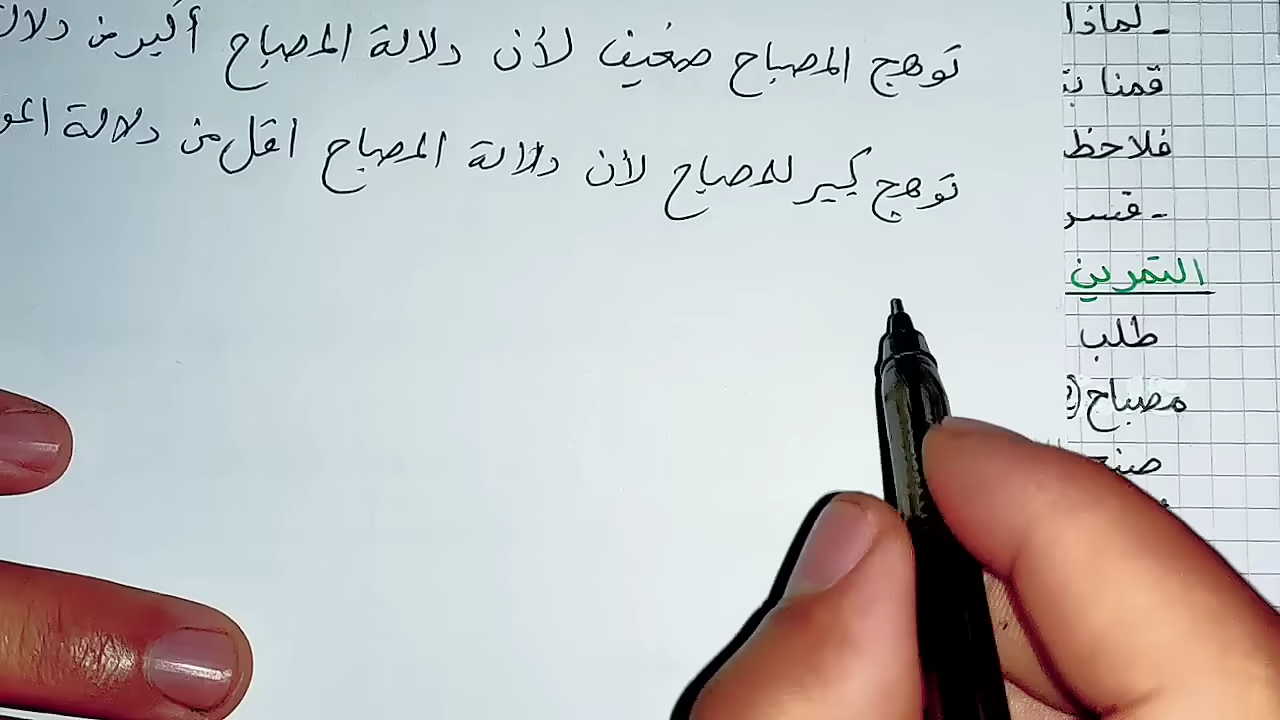 توهج المصباح ضعيف لأن دلالة المصباح أكبر من دلالة
توهج كبير للمصباح لأن دلالة المصباح اقل من دلالة
- لماذا
قمنا
فلاحظ
- فسر
التمرين
طلب
مصباح